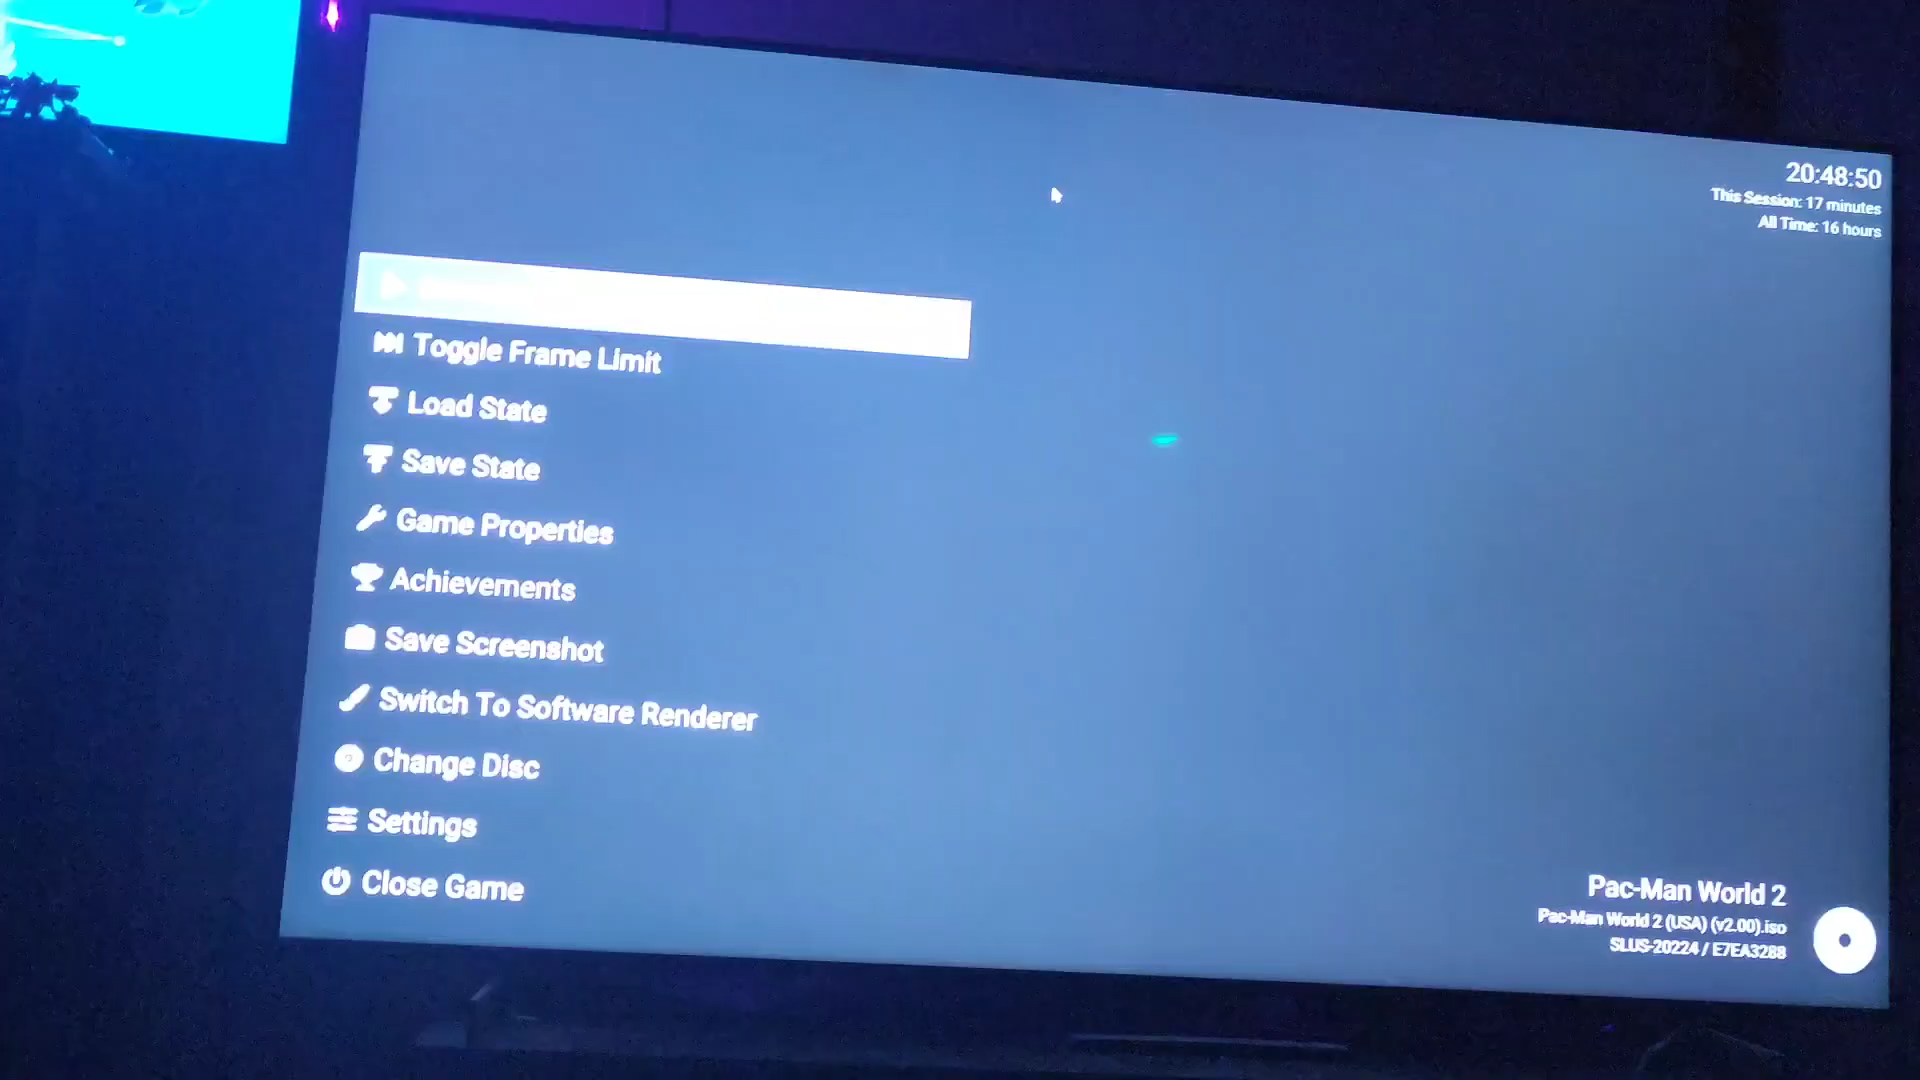 20:48:50
This Session: 17 minutes
All Time: 16 hours
Toggle Frame Limit
Load State
Save State
Game Properties
Achievements
Save Screenshot
Switch To Software Renderer
Change Disc
Settings
Close Game
Pac-Man World 2
Pac-Man World 2 (USA) (v2.00).iso
SLUS-20224 / E7EA3288